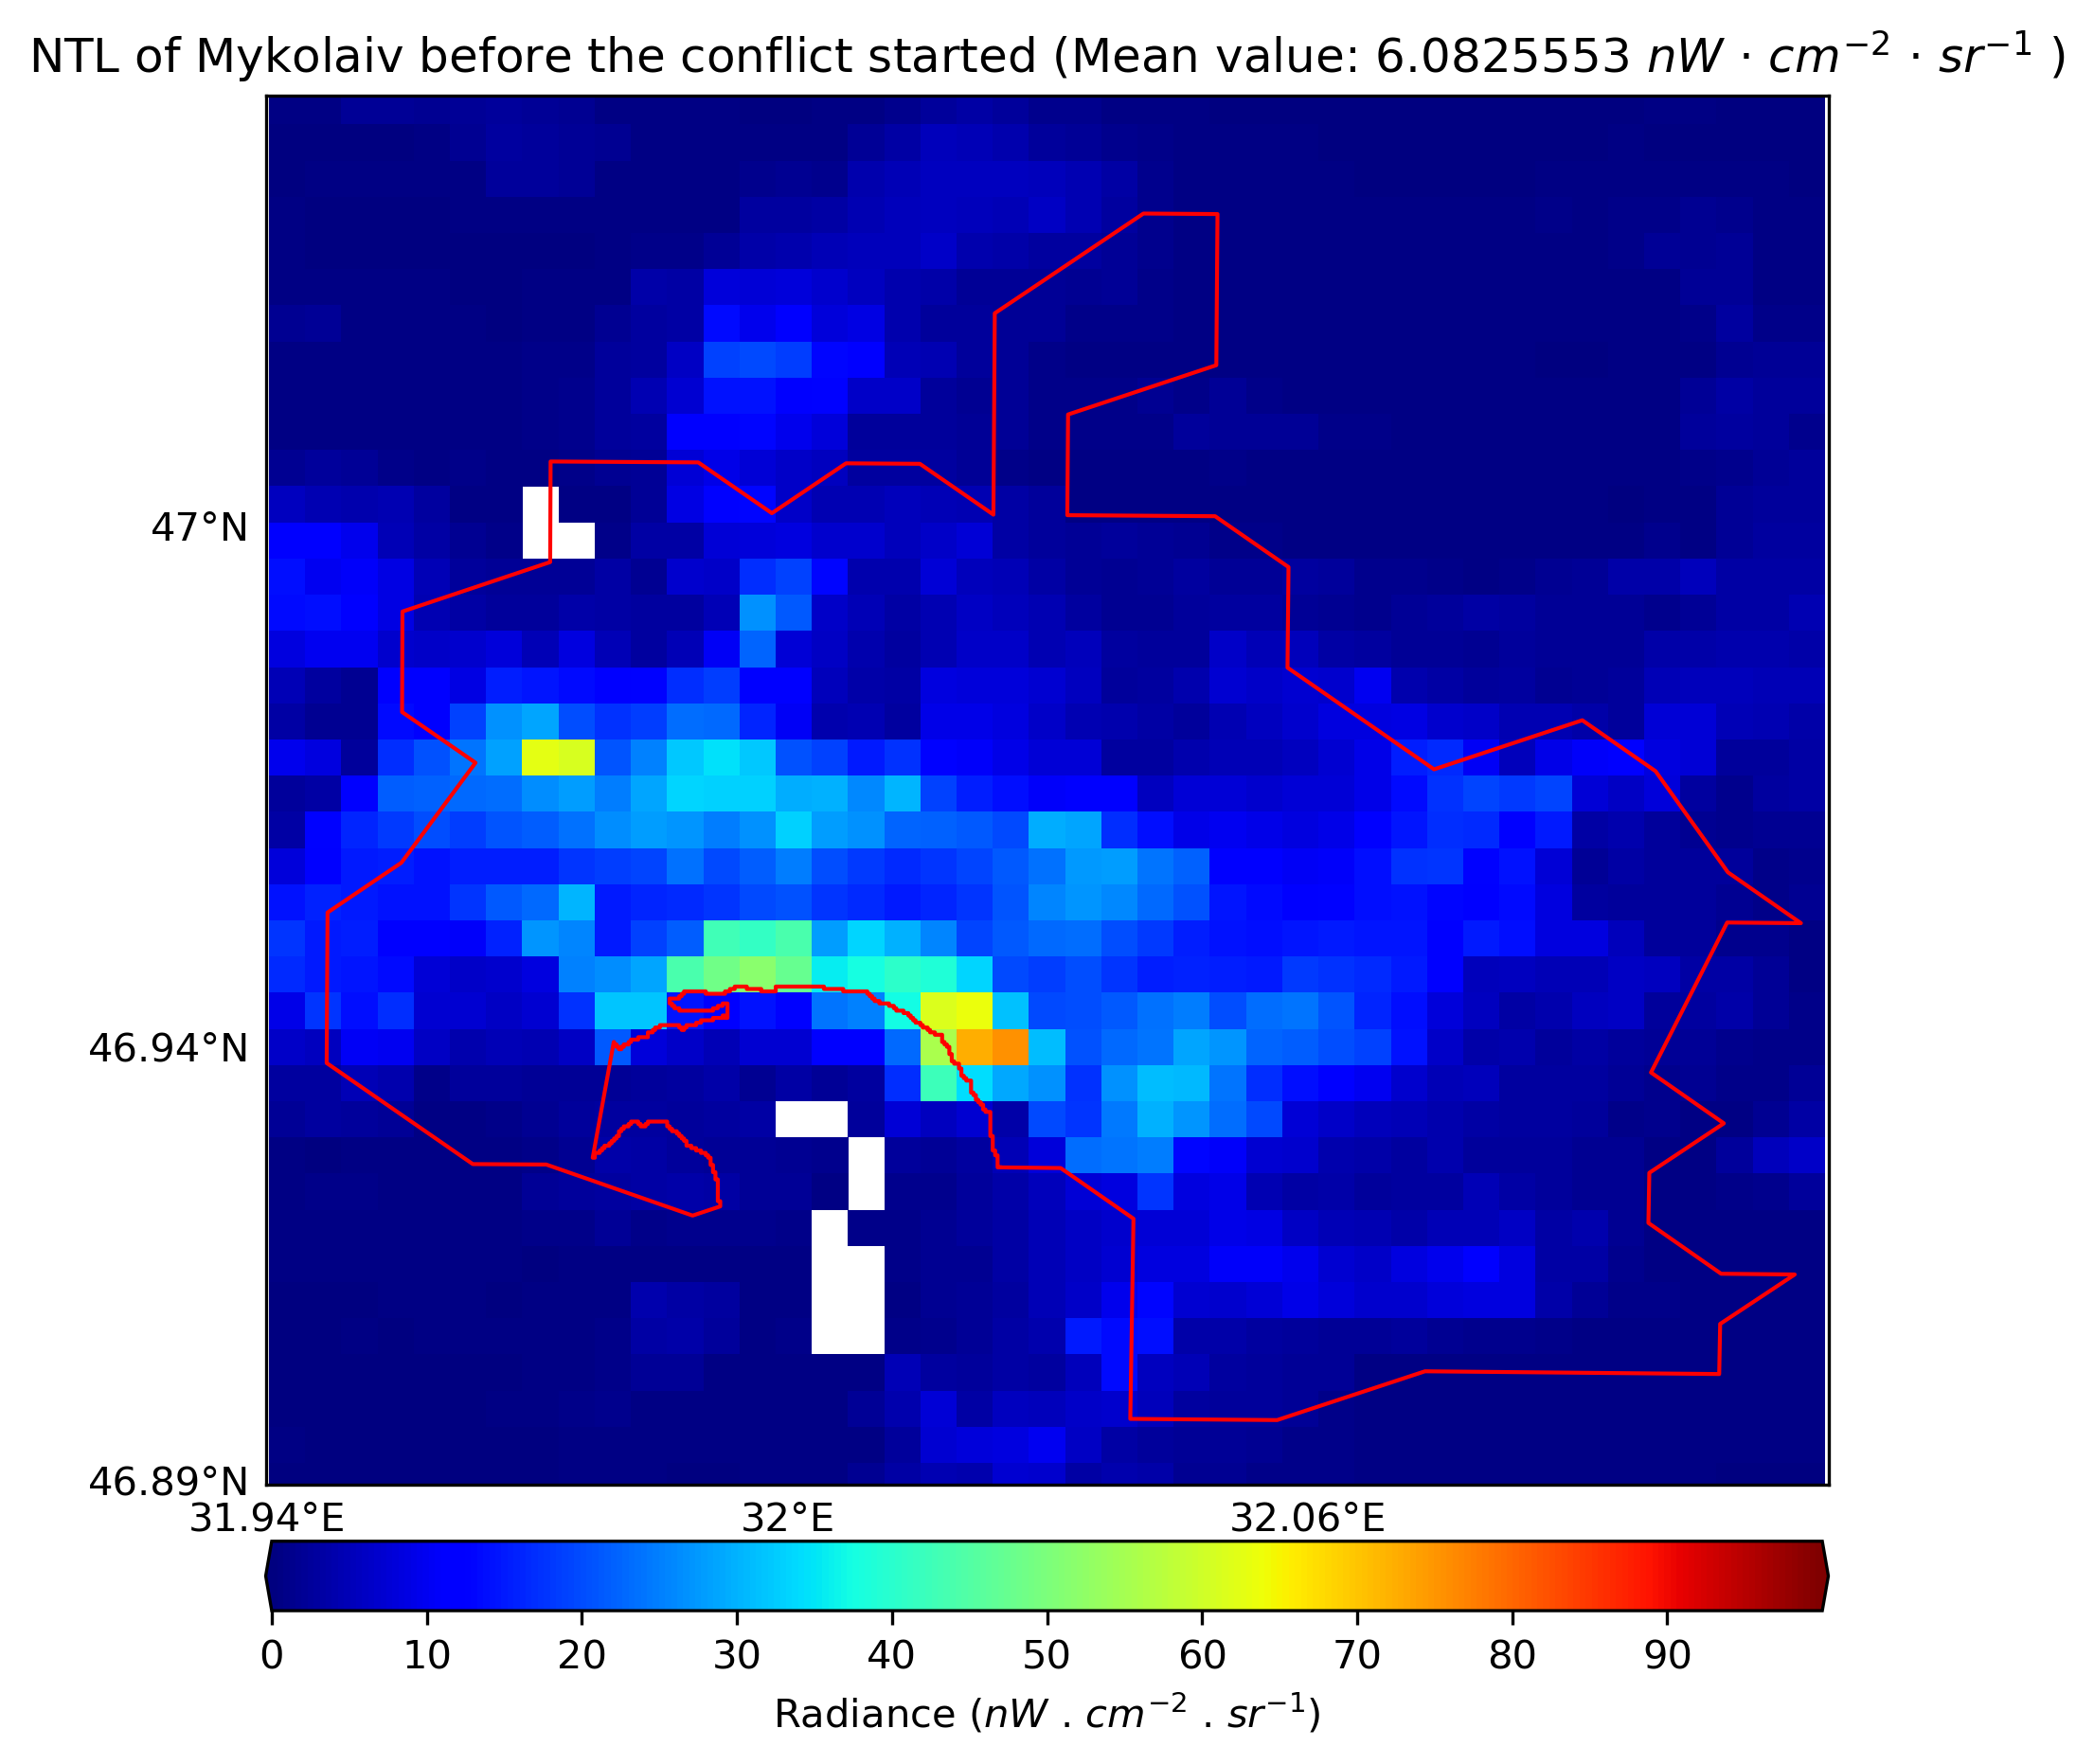 NTL of Mykolaiv before the conflict started (Mean value: 6.0825553 nW · cm⁻² · sr⁻¹ )
47°N
46.94°N
46.89°N
31.94°E 32°E 32.06°E
0 10 20 30 40 50 60 70 80 90
Radiance (nW . cm⁻² . sr⁻¹)